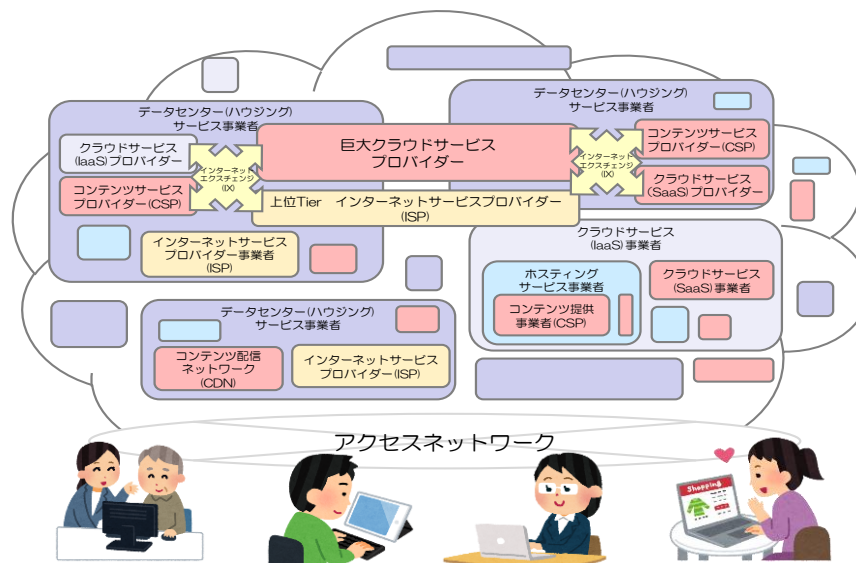 データセンター(ハウジング)
サービス事業者
クラウドサービス
(IaaS)プロバイダー
コンテンツサービス
プロバイダー(CSP)
インターネット
エクスチェンジ
(IX)
インターネットサービス
プロバイダー事業者
(ISP)
巨大クラウドサービス
プロバイダー
上位Tier インターネットサービスプロバイダー
(ISP)
データセンター(ハウジング)
サービス事業者
インターネット
エクスチェンジ
(IX)
コンテンツサービス
プロバイダー(CSP)
クラウドサービス
(SaaS)プロバイダー
クラウドサービス
(IaaS)事業者
ホスティング
サービス事業者
コンテンツ提供
事業者(CSP)
クラウドサービス
(SaaS)事業者
データセンター(ハウジング)
サービス事業者
コンテンツ配信
ネットワーク
(CDN)
インターネットサービス
プロバイダー(ISP)
アクセスネットワーク
Shopping